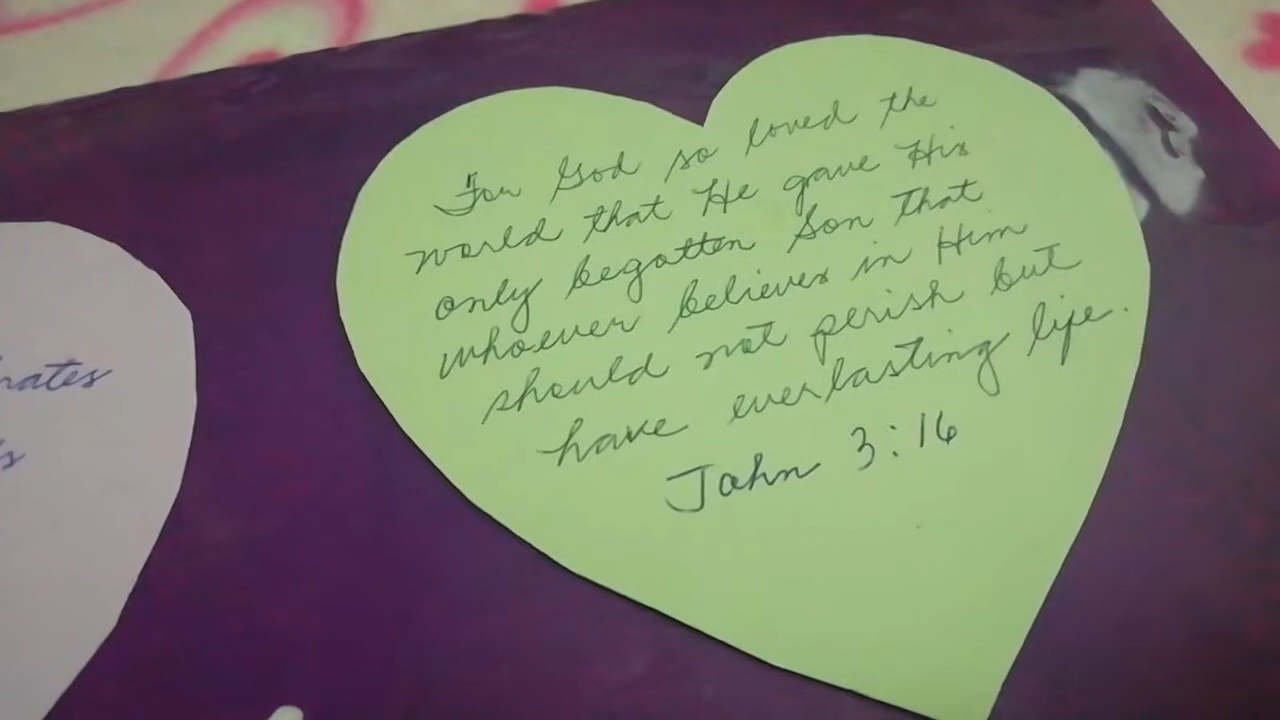 For God so loved the
world that He gave His
only begotten Son that
whoever believes in Him
should not perish but
have everlasting life.
John 3:16